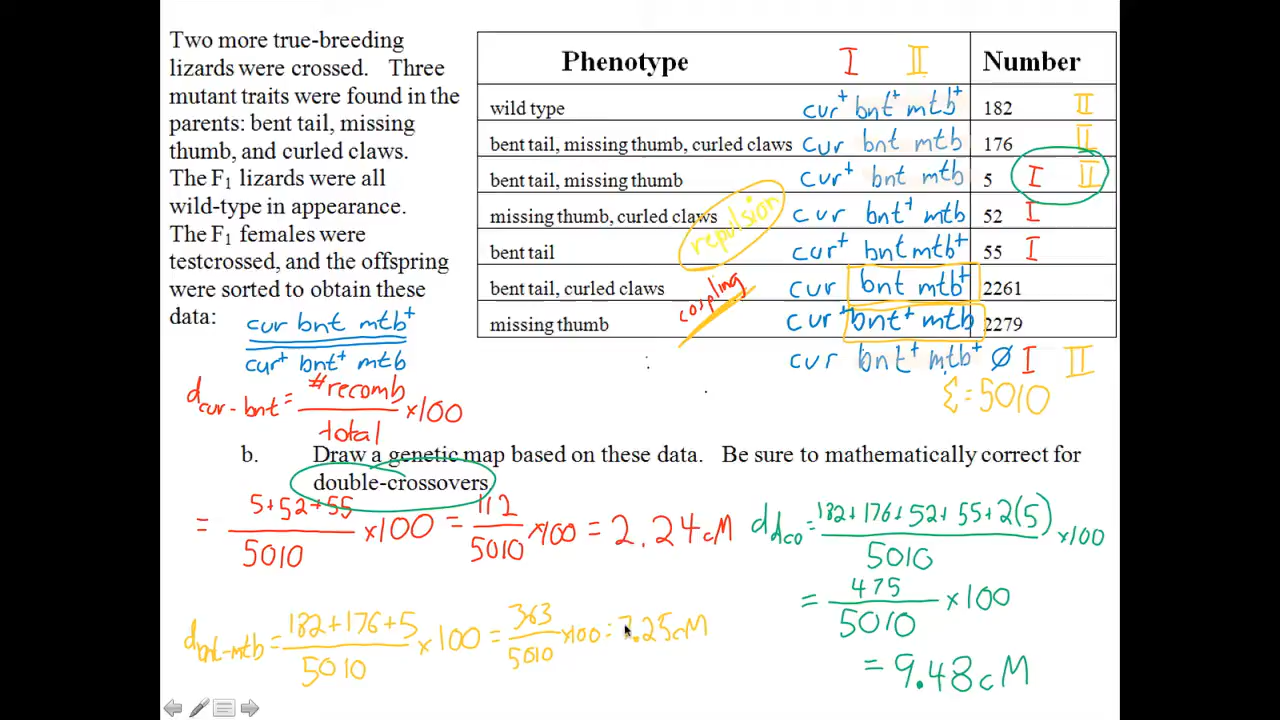 Two more true-breeding
lizards were crossed. Three
mutant traits were found in the
parents: bent tail, missing
thumb, and curled claws.
The F1 lizards were all
wild-type in appearance.
The F1 females were
testcrossed, and the offspring
were sorted to obtain these
data:
cur bnt mtb+
cur+ bnt+ mtb
Phenotype I II Number
wild type cur+ bnt+ mtb+ 182 II
bent tail, missing thumb, curled claws cur bnt mtb 176 II
bent tail, missing thumb cur+ bnt mtb 5 I II
missing thumb, curled claws cur bnt+ mtb 52 I
repulsion
bent tail cur+ bnt mtb+ 55 I
bent tail, curled claws cur bnt mtb+ 2261
coupling
missing thumb cur+ bnt+ mtb 2279
cur bnt+ mtb+ Ø I II
Σ=5010
dcur-bnt= #recomb ×100
total
b. Draw a genetic map based on these data. Be sure to mathematically correct for
double-crossovers
= 5+52+55 ×100 = 112 ×100 = 2.24cM
5010 5010
ddco= 182+176+52+55+2(5) ×100
5010
= 475 ×100
5010
= 9.48cM
dbnt-mtb= 182+176+5 ×100 = 363 ×100 = 7.25cM
5010 5010